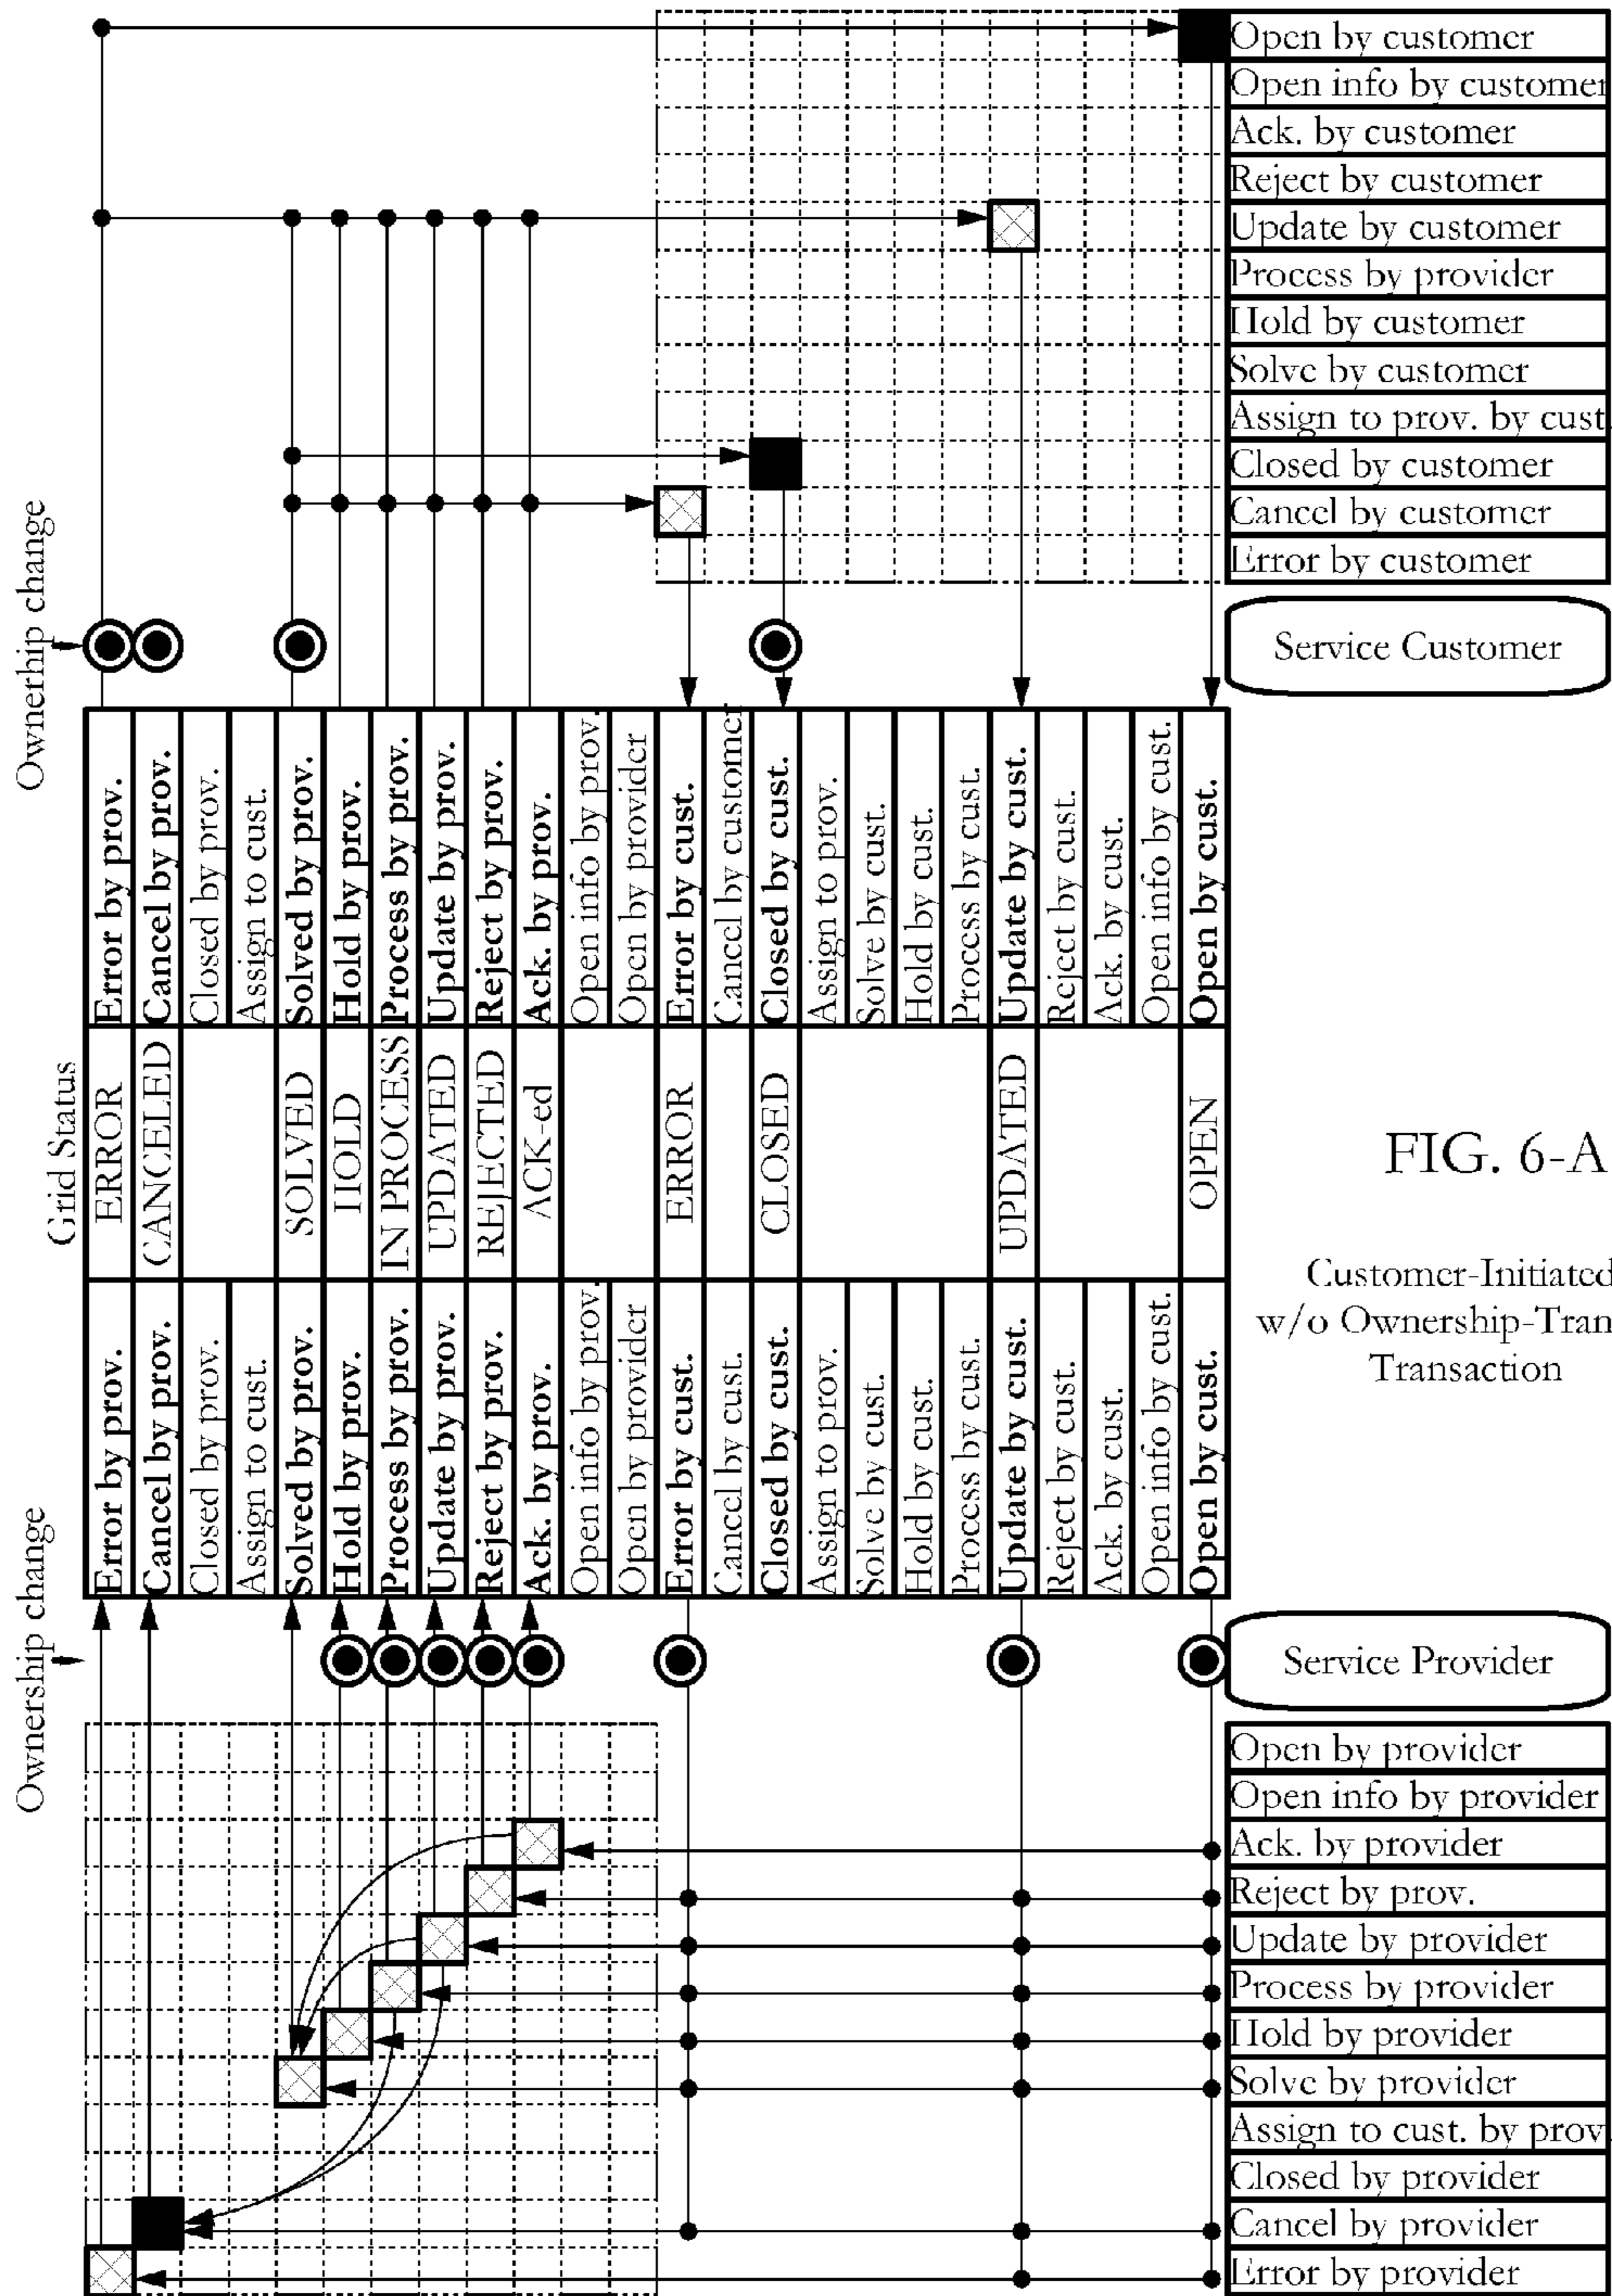 Open by customer
Open info by customer
Ack. by customer
Reject by customer
Update by customer
Process by provider
Hold by customer
Solve by customer
Assign to prov. by cust.
Closed by customer
Cancel by customer
Error by customer
Ownerhip change
Service Customer
Error by prov.
Cancel by prov.
Closed by prov.
Assign to cust.
Solved by prov.
Hold by prov.
Process by prov.
Update by prov.
Reject by prov.
Ack. by prov.
Open info by prov.
Open by provider
Error by cust.
Cancel by customer
Closed by cust.
Assign to prov.
Solve by cust.
Hold by cust.
Process by cust.
Update by cust.
Reject by cust.
Ack. by cust.
Open info by cust.
Open by cust.
Grid Status
ERROR
CANCELED
SOLVED
HOLD
IN PROCESS
UPDATED
REJECTED
ACK-ed
ERROR
CLOSED
UPDATED
OPEN
FIG. 6-A
Customer-Initiated
w/o Ownership-Tran
Transaction
Error by prov.
Cancel by prov.
Closed by prov.
Assign to cust.
Solved by prov.
Hold by prov.
Process by prov.
Update by prov.
Reject by prov.
Ack. by prov.
Open info by prov.
Open by provider
Error by cust.
Cancel by cust.
Closed by cust.
Assign to prov.
Solve by cust.
Hold by cust.
Process by cust.
Update by cust.
Reject by cust.
Ack. by cust.
Open info by cust.
Open by cust.
Ownership change
Service Provider
Open by provider
Open info by provider
Ack. by provider
Reject by prov.
Update by provider
Process by provider
Hold by provider
Solve by provider
Assign to cust. by prov.
Closed by provider
Cancel by provider
Error by provider